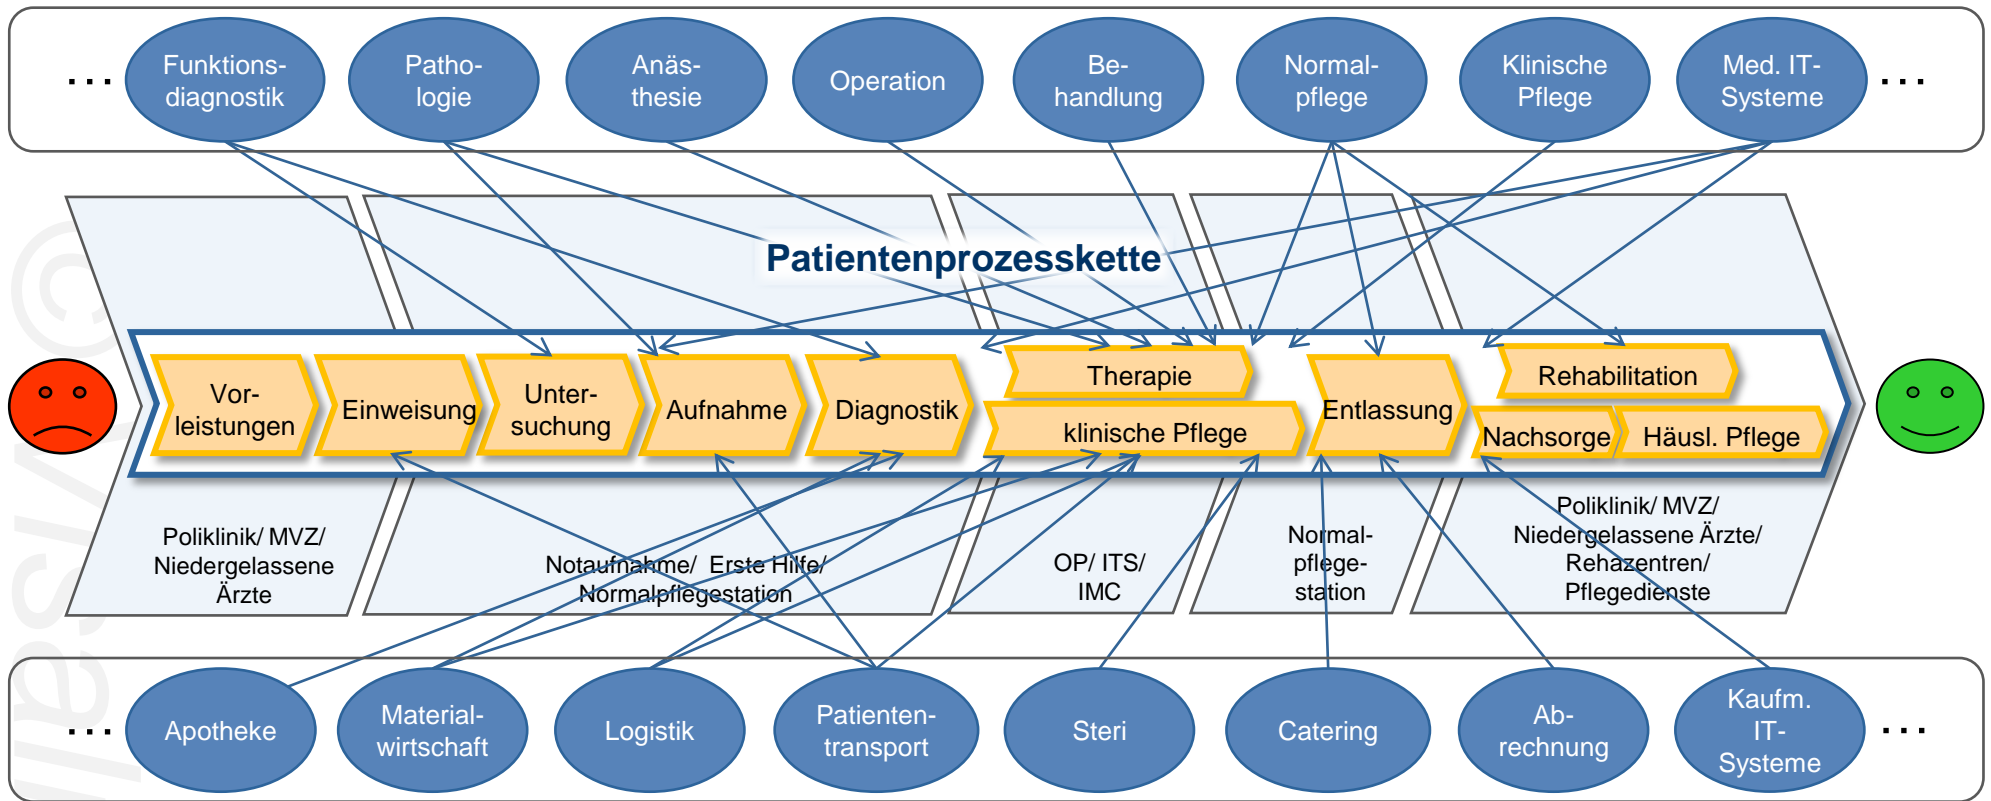 ... Funktions-
diagnostik
Patho-
logie
Anäs-
thesie
Operation
Be-
handlung
Normal-
pflege
Klinische
Pflege
Med. IT-
Systeme ...
Patientenprozesskette
Vor-
leistungen
Einweisung
Unter-
suchung
Aufnahme
Diagnostik
Therapie
klinische Pflege
Entlassung
Rehabilitation
Nachsorge
Häusl. Pflege
Poliklinik/ MVZ/
Niedergelassene
Ärzte
Notaufnahme/ Erste Hilfe/
Normalpflegestation
OP/ ITS/
IMC
Normal-
pflege-
station
Poliklinik/ MVZ/
Niedergelassene Ärzte/
Rehazentren/
Pflegedienste
... Apotheke
Material-
wirtschaft
Logistik
Patienten-
transport
Steri
Catering
Ab-
rechnung
Kaufm.
IT-
Systeme ...